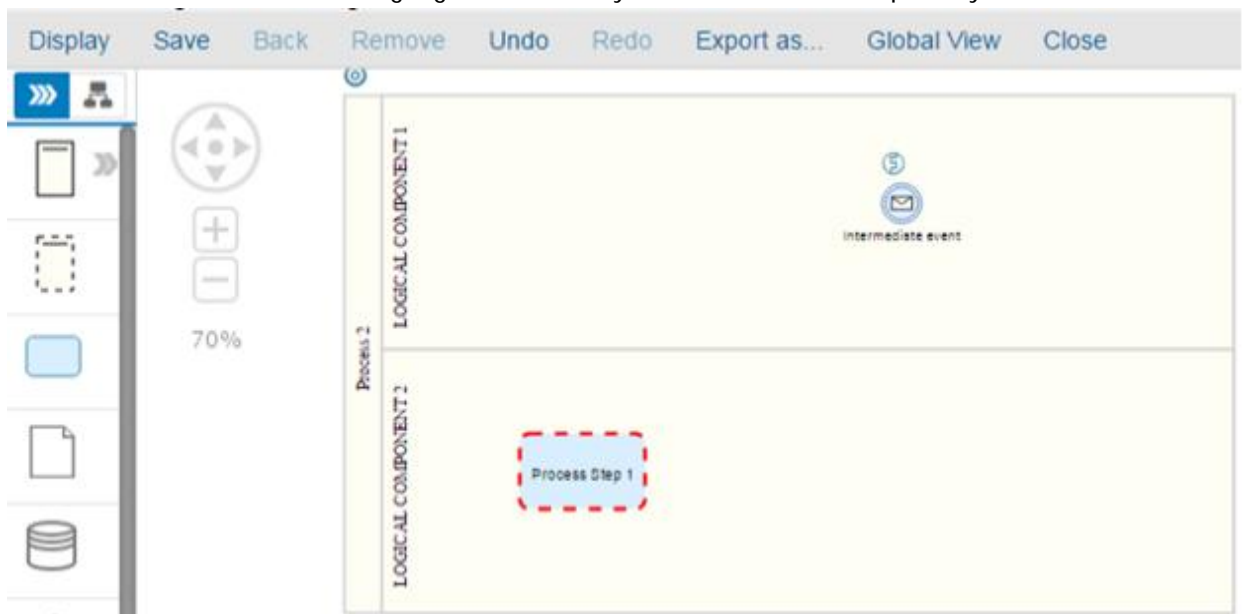 Display Save Back Remove Undo Redo Export as... Global View Close
LOGICAL COMPONENT 1
Intermediate event
70%
Process 2
LOGICAL COMPONENT 2
Process Step 1